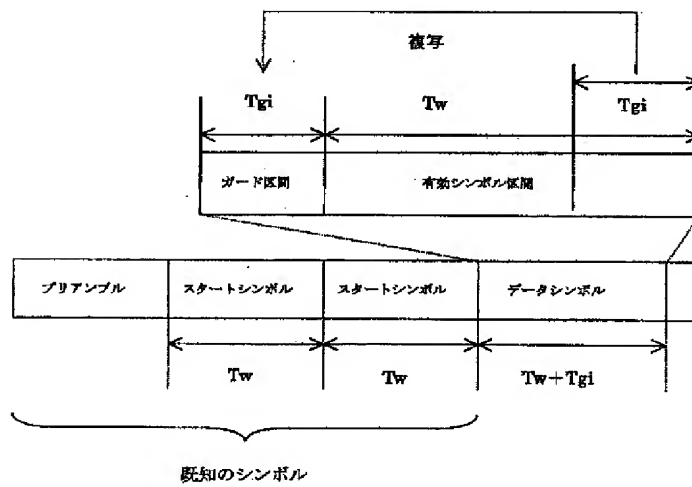 複写
Tgi Tw Tgi
ガード区間 有効シンボル区間
プリアンブル スタートシンボル スタートシンボル データシンボル
Tw Tw Tw+Tgi
既知のシンボル